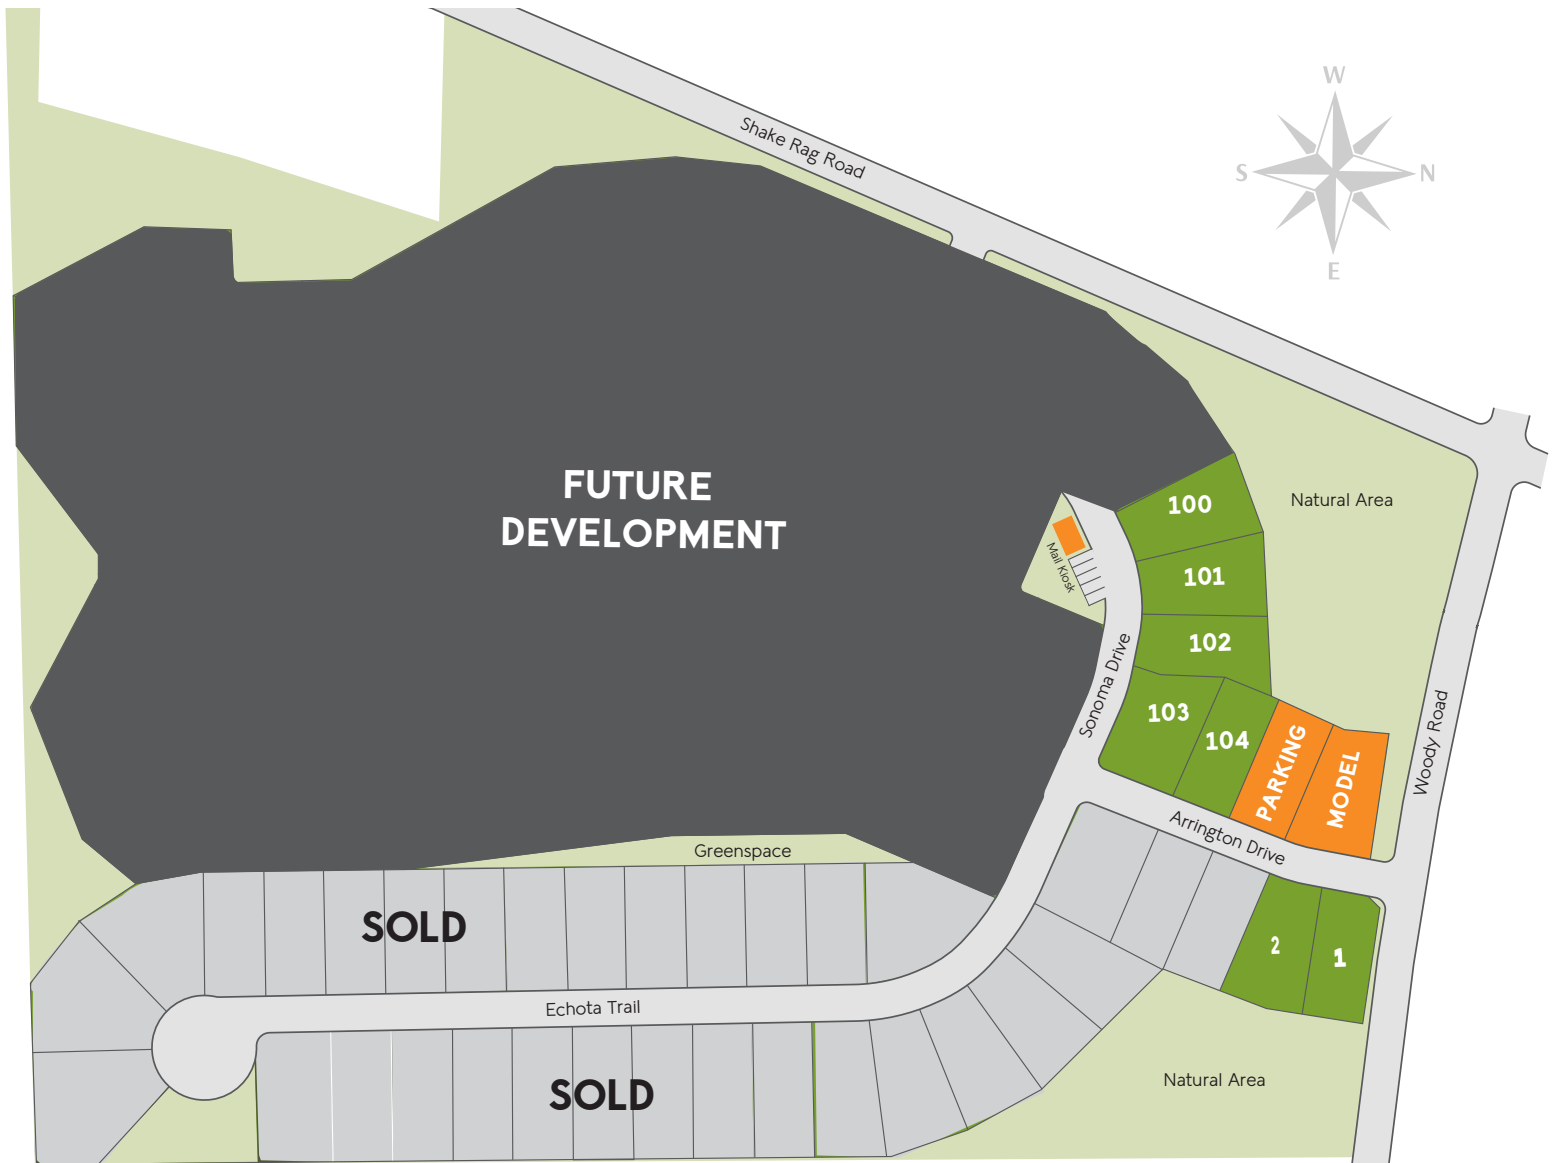 W
S
N
E
Shake Rag Road
FUTURE
DEVELOPMENT
Natural Area
100
101
102
103
104
PARKING
MODEL
Mail Kiosk
Sonoma Drive
Woody Road
Arrington Drive
Greenspace
SOLD
2
1
Echota Trail
SOLD
Natural Area